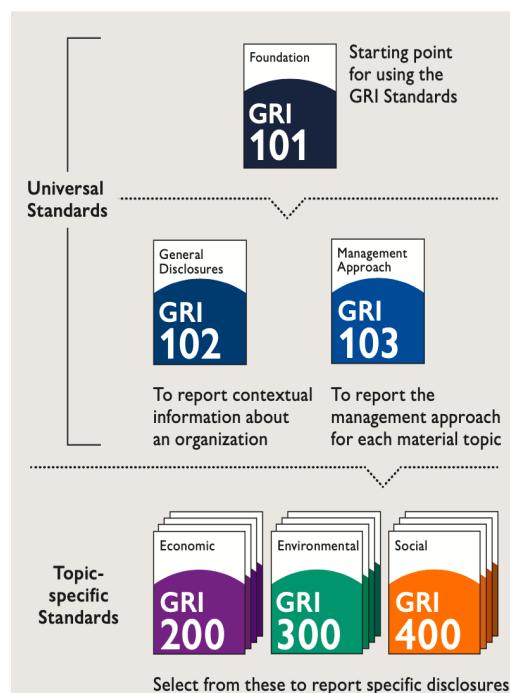 Foundation
GRI
101
Starting point
for using the
GRI Standards
Universal
Standards
General
Disclosures
GRI
102
Management
Approach
GRI
103
To report contextual
information about
an organization
To report the
management approach
for each material topic
Topic-
specific
Standards
Economic
GRI
200
Environmental
GRI
300
Social
GRI
400
Select from these to report specific disclosures